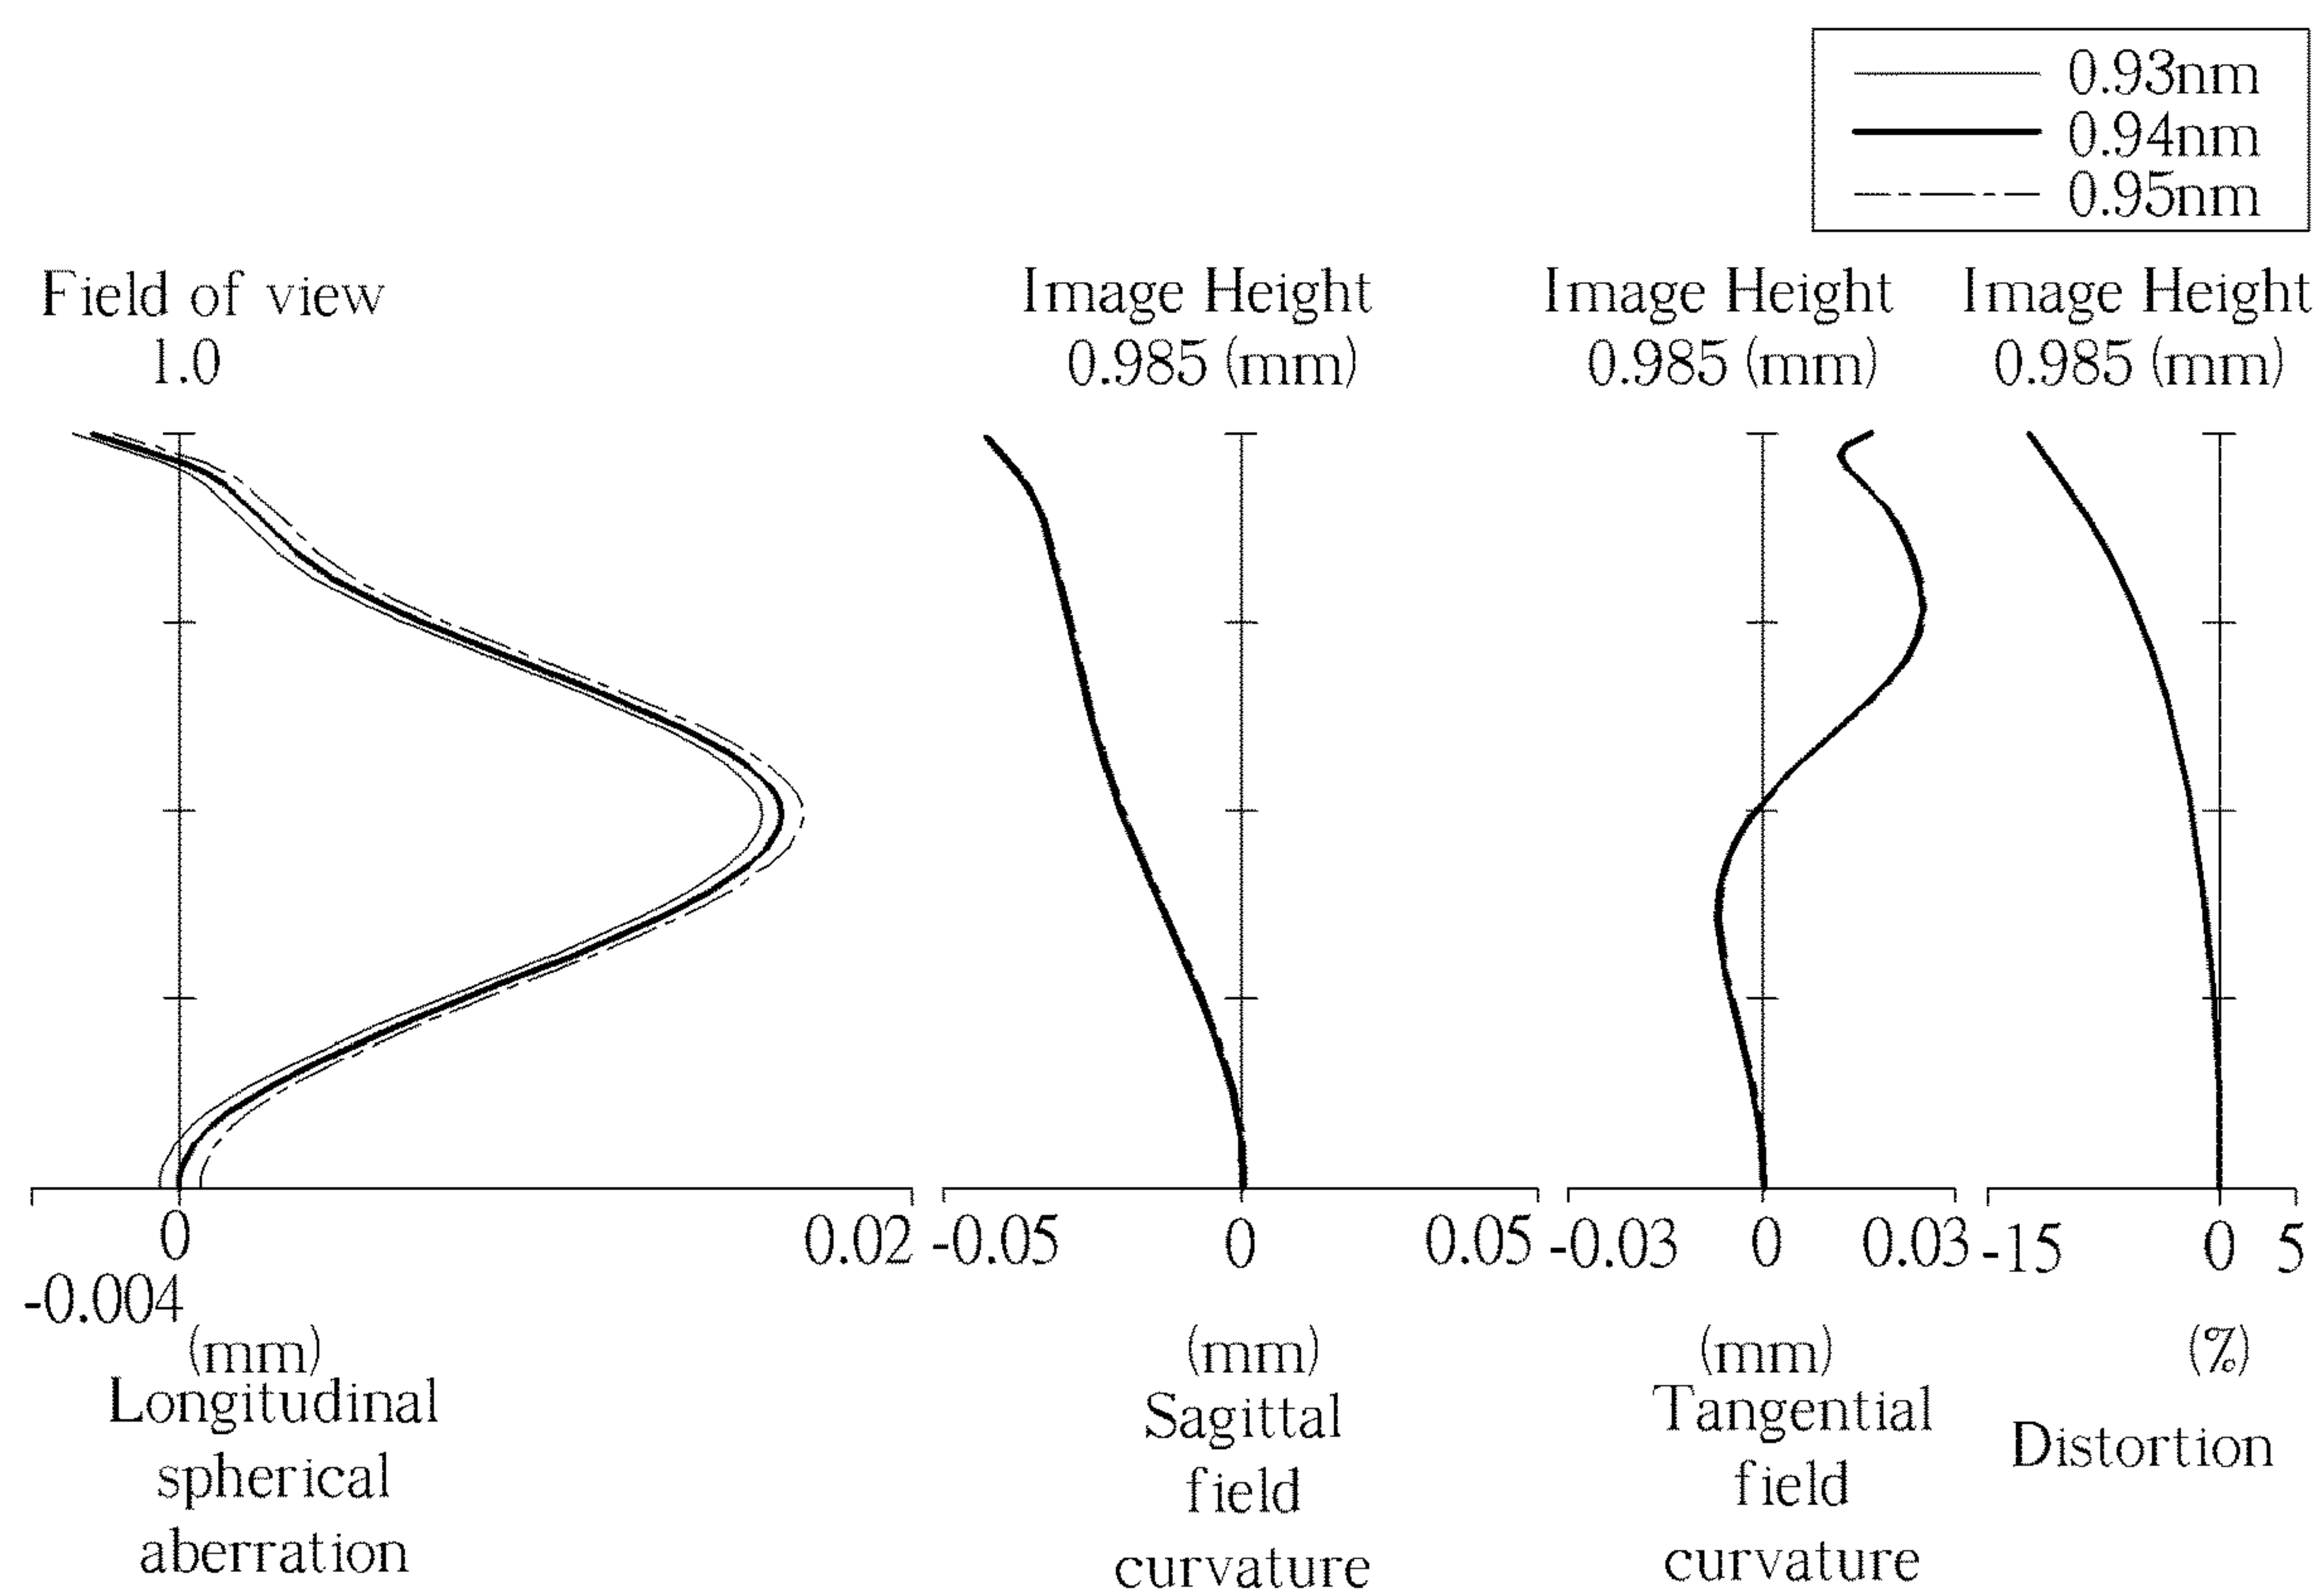 0.93nm
0.94nm
0.95nm
Field of view
1.0
Image Height
0.985 (mm)
Image Height
0.985 (mm)
Image Height
0.985 (mm)
0
0.02
-0.004
(mm)
Longitudinal
spherical
aberration
-0.05
0
0.05
(mm)
Sagittal
field
curvature
-0.03
0
0.03
(mm)
Tangential
field
curvature
-15
0
5
(%)
Distortion